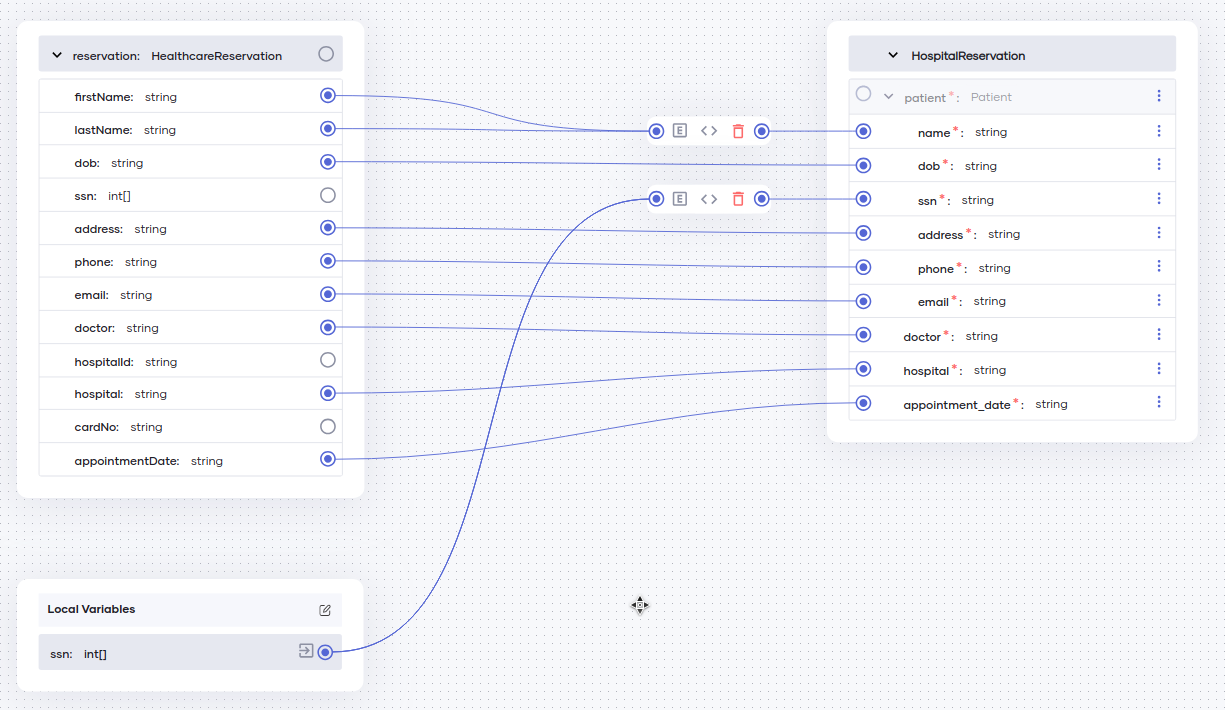 reservation: HealthcareReservation
firstName: string
lastName: string
dob: string
ssn: int[]
address: string
phone: string
email: string
doctor: string
hospitalId: string
hospital: string
cardNo: string
appointmentDate: string
Local Variables
ssn: int[]
E
E
HospitalReservation
patient*: Patient
name*: string
dob*: string
ssn*: string
address*: string
phone*: string
email*: string
doctor*: string
hospital*: string
appointment_date*: string